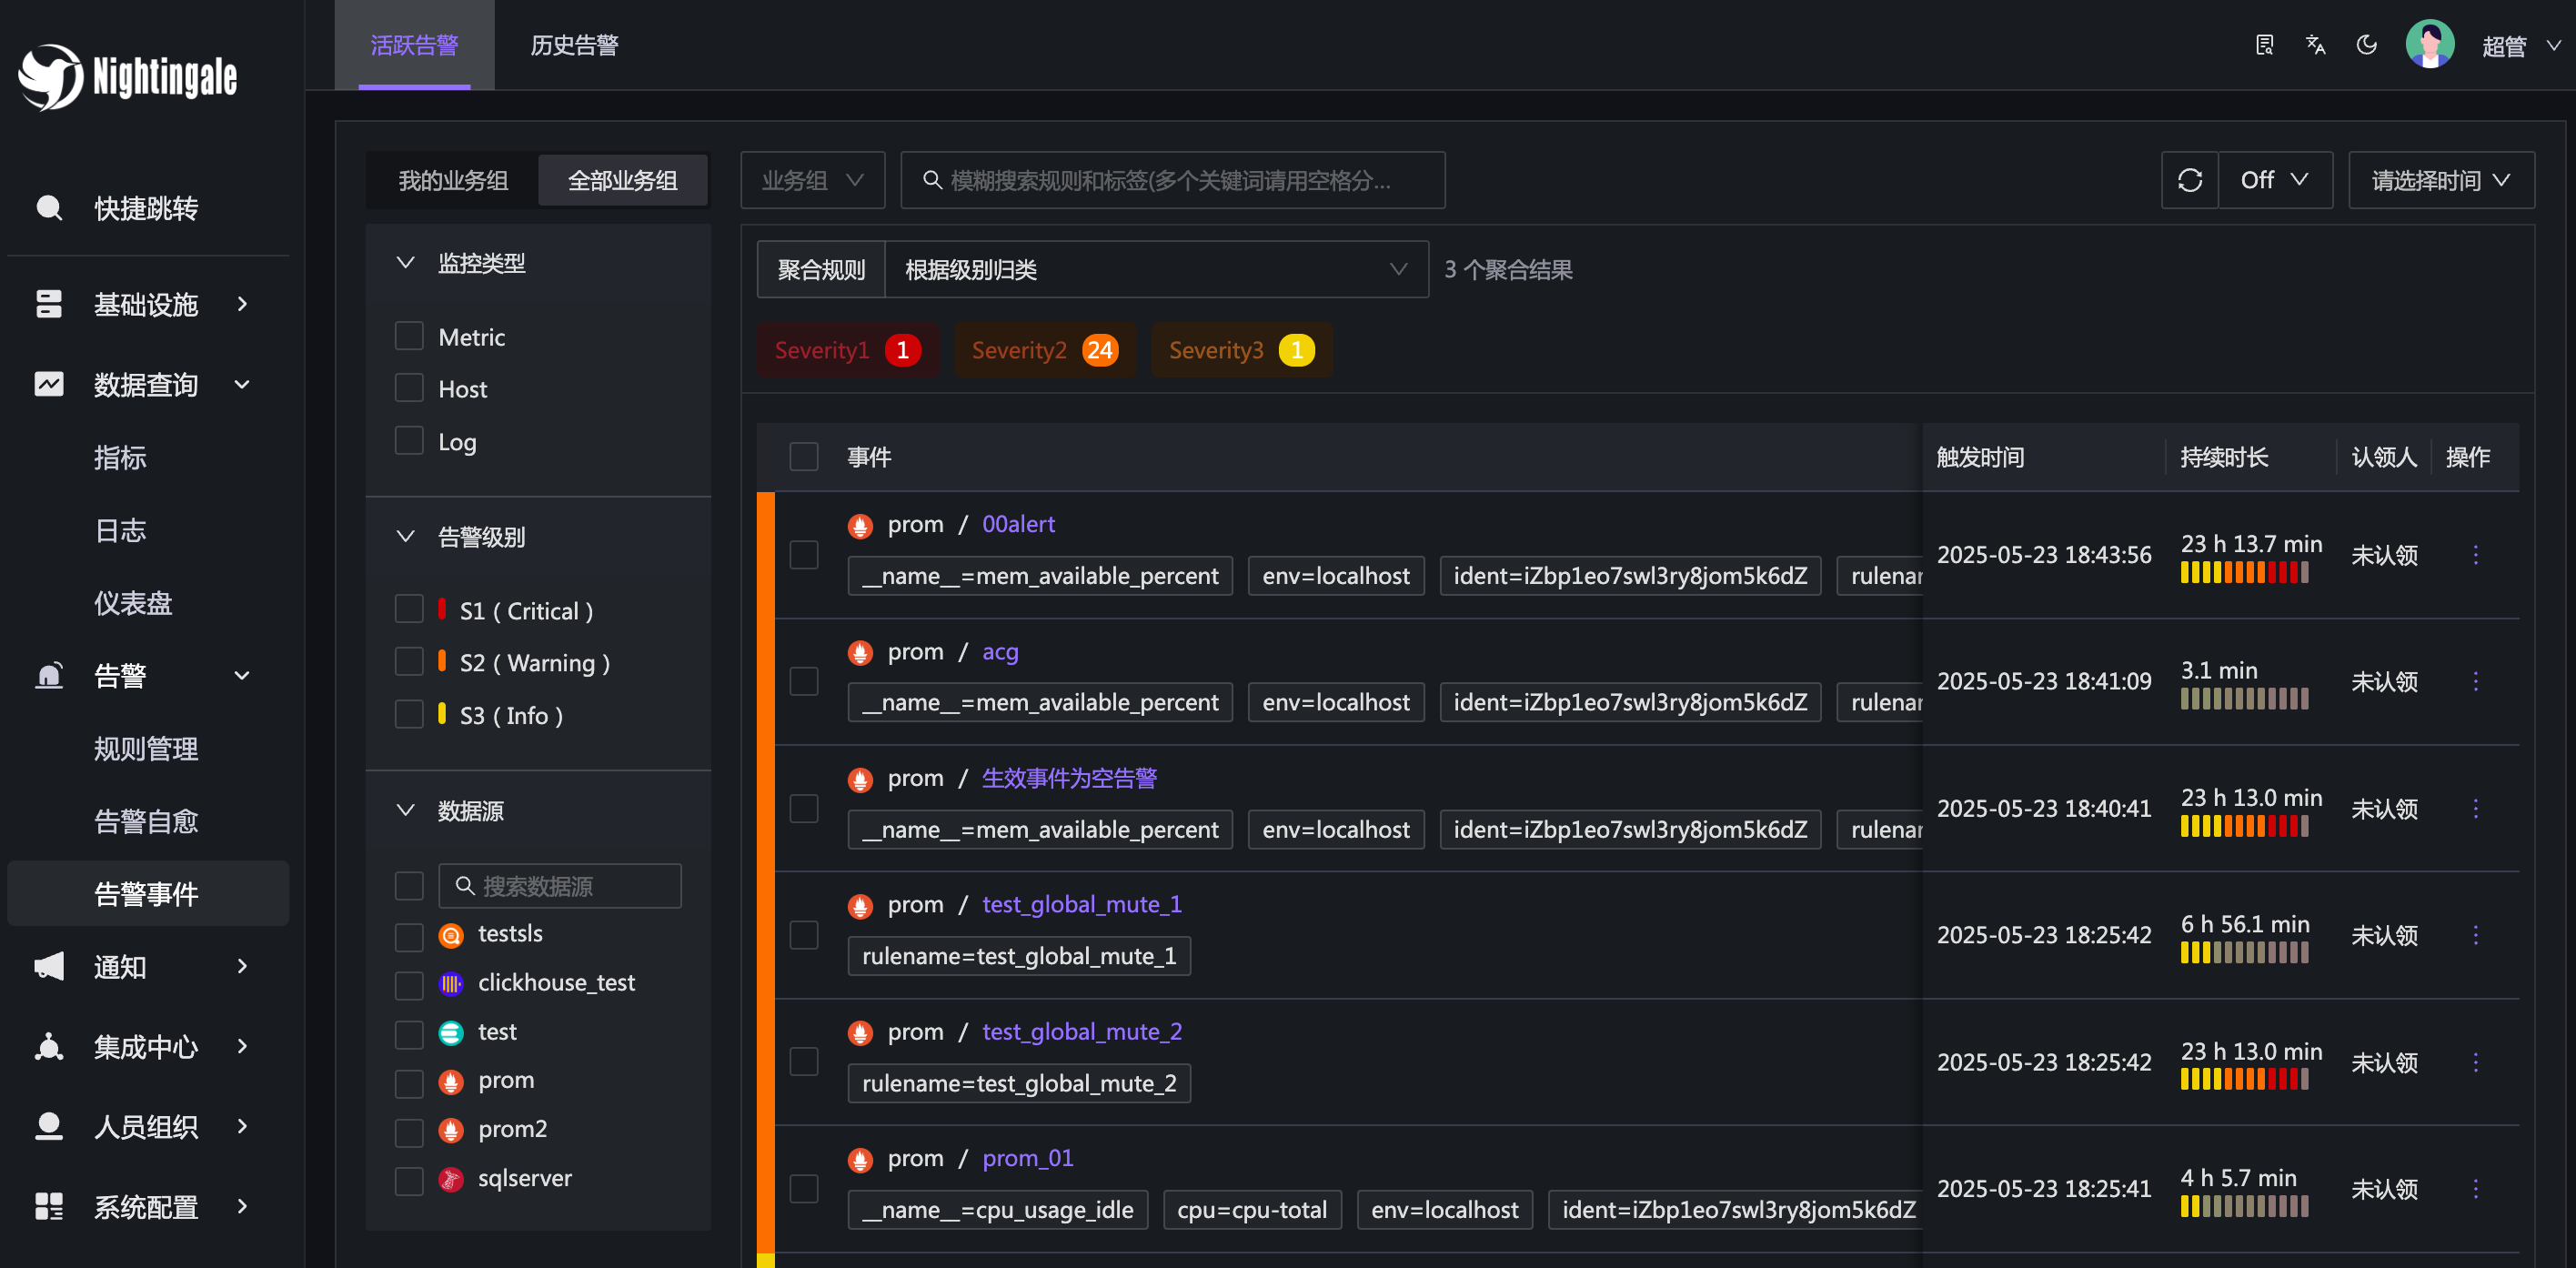 Nightingale
快捷跳转
基础设施
数据查询
指标
日志
仪表盘
告警
规则管理
告警自愈
告警事件
通知
集成中心
人员组织
系统配置
活跃告警 历史告警
超管
我的业务组 全部业务组
业务组
模糊搜索规则和标签(多个关键词请用空格分...
Off
请选择时间
监控类型
Metric
Host
Log
告警级别
S1 ( Critical )
S2 ( Warning )
S3 ( Info )
数据源
搜索数据源
testsls
clickhouse_test
test
prom
prom2
sqlserver
聚合规则 根据级别归类 3 个聚合结果
Severity1 1 Severity2 24 Severity3 1
事件 触发时间 持续时长 认领人 操作
prom / 00alert
__name__=mem_available_percent env=localhost ident=iZbp1eo7swl3ry8jom5k6dZ rulenar
2025-05-23 18:43:56 23 h 13.7 min 未认领
prom / acg
__name__=mem_available_percent env=localhost ident=iZbp1eo7swl3ry8jom5k6dZ rulenar
2025-05-23 18:41:09 3.1 min 未认领
prom / 生效事件为空告警
__name__=mem_available_percent env=localhost ident=iZbp1eo7swl3ry8jom5k6dZ rulenar
2025-05-23 18:40:41 23 h 13.0 min 未认领
prom / test_global_mute_1
rulename=test_global_mute_1
2025-05-23 18:25:42 6 h 56.1 min 未认领
prom / test_global_mute_2
rulename=test_global_mute_2
2025-05-23 18:25:42 23 h 13.0 min 未认领
prom / prom_01
__name__=cpu_usage_idle cpu=cpu-total env=localhost ident=iZbp1eo7swl3ry8jom5k6dZ
2025-05-23 18:25:41 4 h 5.7 min 未认领